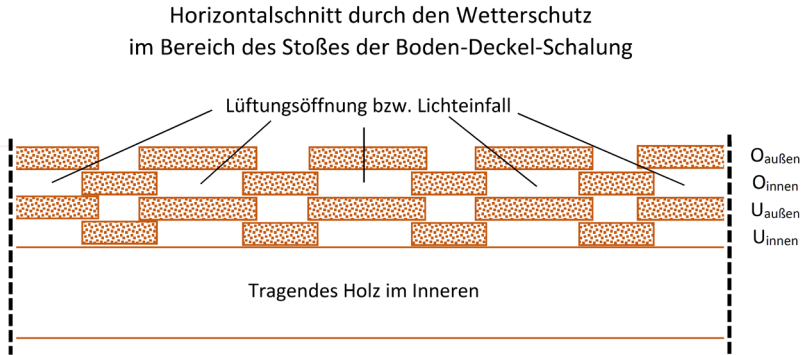 Horizontalschnitt durch den Wetterschutz
im Bereich des Stoßes der Boden-Deckel-Schalung
Lüftungsöffnung bzw. Lichteinfall
Oaußen
Oinnen
Uaußen
Uinnen
Tragendes Holz im Inneren